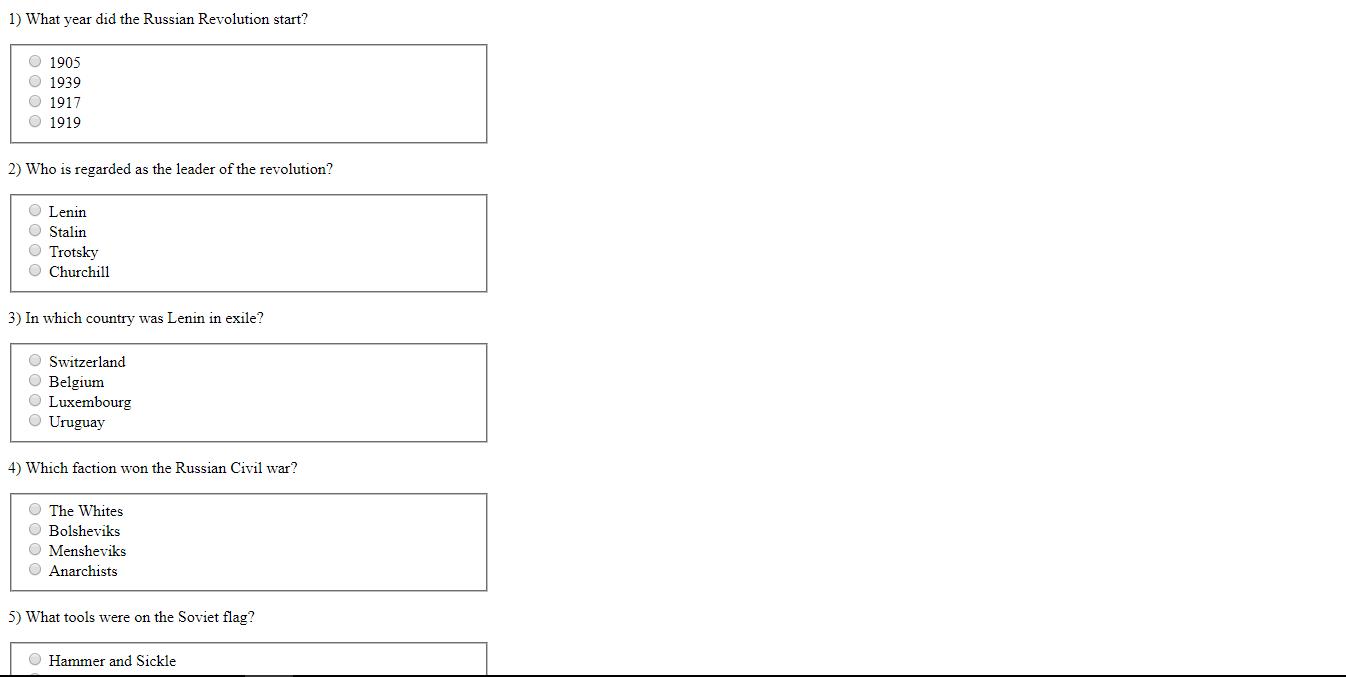 1) What year did the Russian Revolution start?
1905
1939
1917
1919
2) Who is regarded as the leader of the revolution?
Lenin
Stalin
Trotsky
Churchill
3) In which country was Lenin in exile?
Switzerland
Belgium
Luxembourg
Uruguay
4) Which faction won the Russian Civil war?
The Whites
Bolsheviks
Mensheviks
Anarchists
5) What tools were on the Soviet flag?
Hammer and Sickle